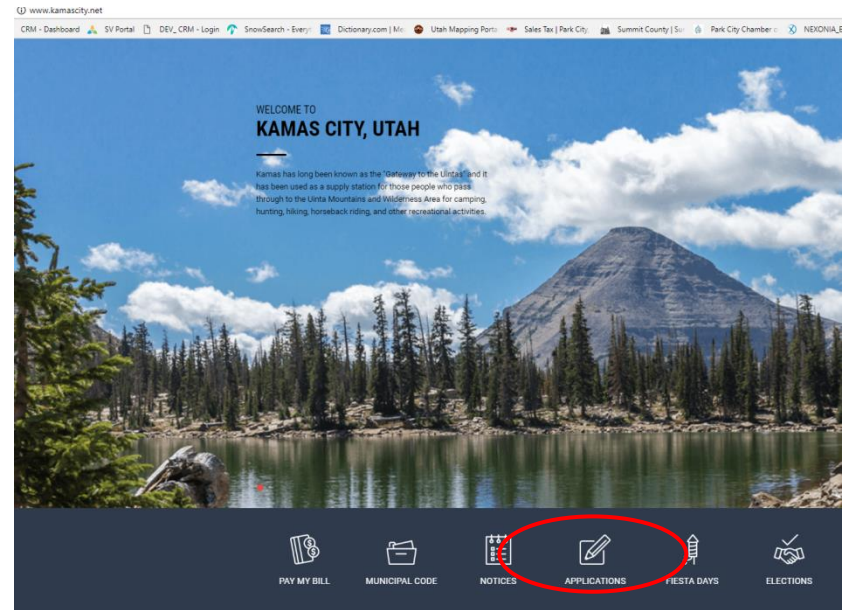 www.kamascity.net
CRM - Dashboard SV Portal DEV_CRM - Login SnowSearch - Every Dictionary.com | Me Utah Mapping Porta Sales Tax | Park City, Summit County | Su Park City Chamber o NEXONIA_E
WELCOME TO
KAMAS CITY, UTAH
Kamas has long been known as the "Gateway to the Uintas" and it
has been used as a supply station for those people who pass
through to the Uinta Mountains and Wilderness Area for camping,
hunting, hiking, horseback riding, and other recreational activities.
PAY MY BILL MUNICIPAL CODE NOTICES APPLICATIONS FIESTA DAYS ELECTIONS